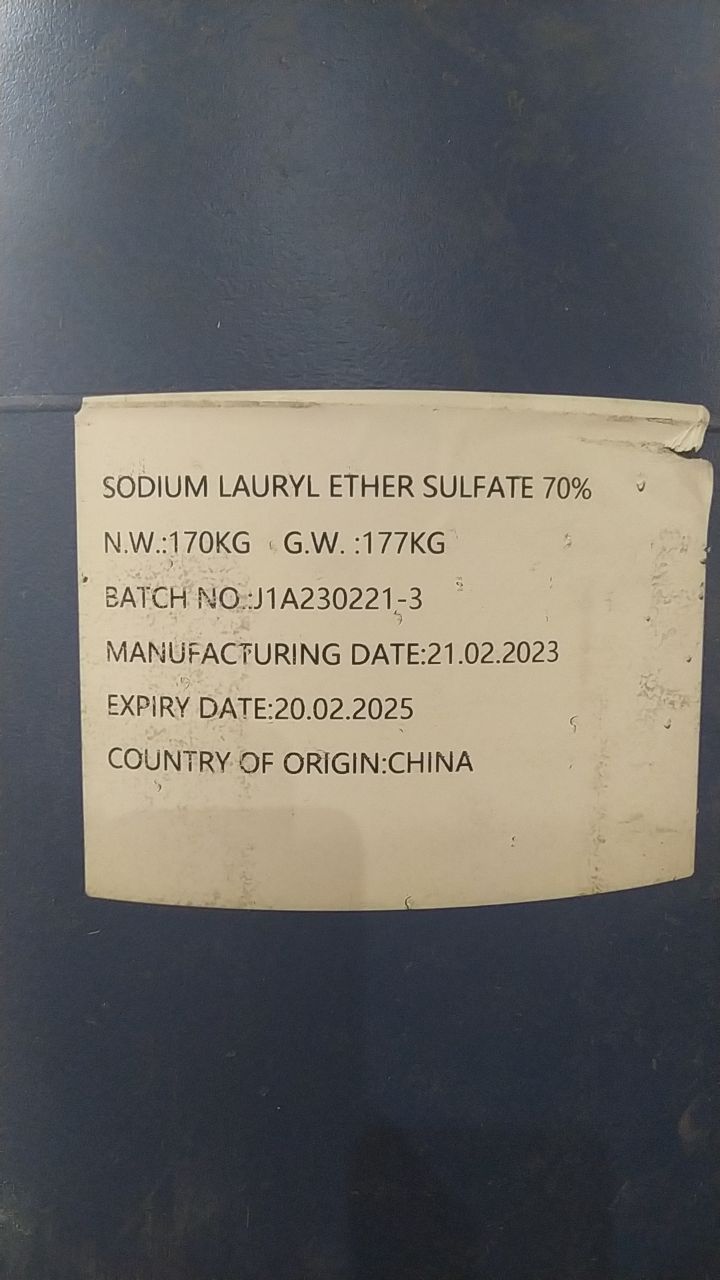 SODIUM LAURYL ETHER SULFATE 70%
N.W.:170KG G.W. :177KG
BATCH NO.:J1A230221-3
MANUFACTURING DATE:21.02.2023
EXPIRY DATE:20.02.2025
COUNTRY OF ORIGIN:CHINA